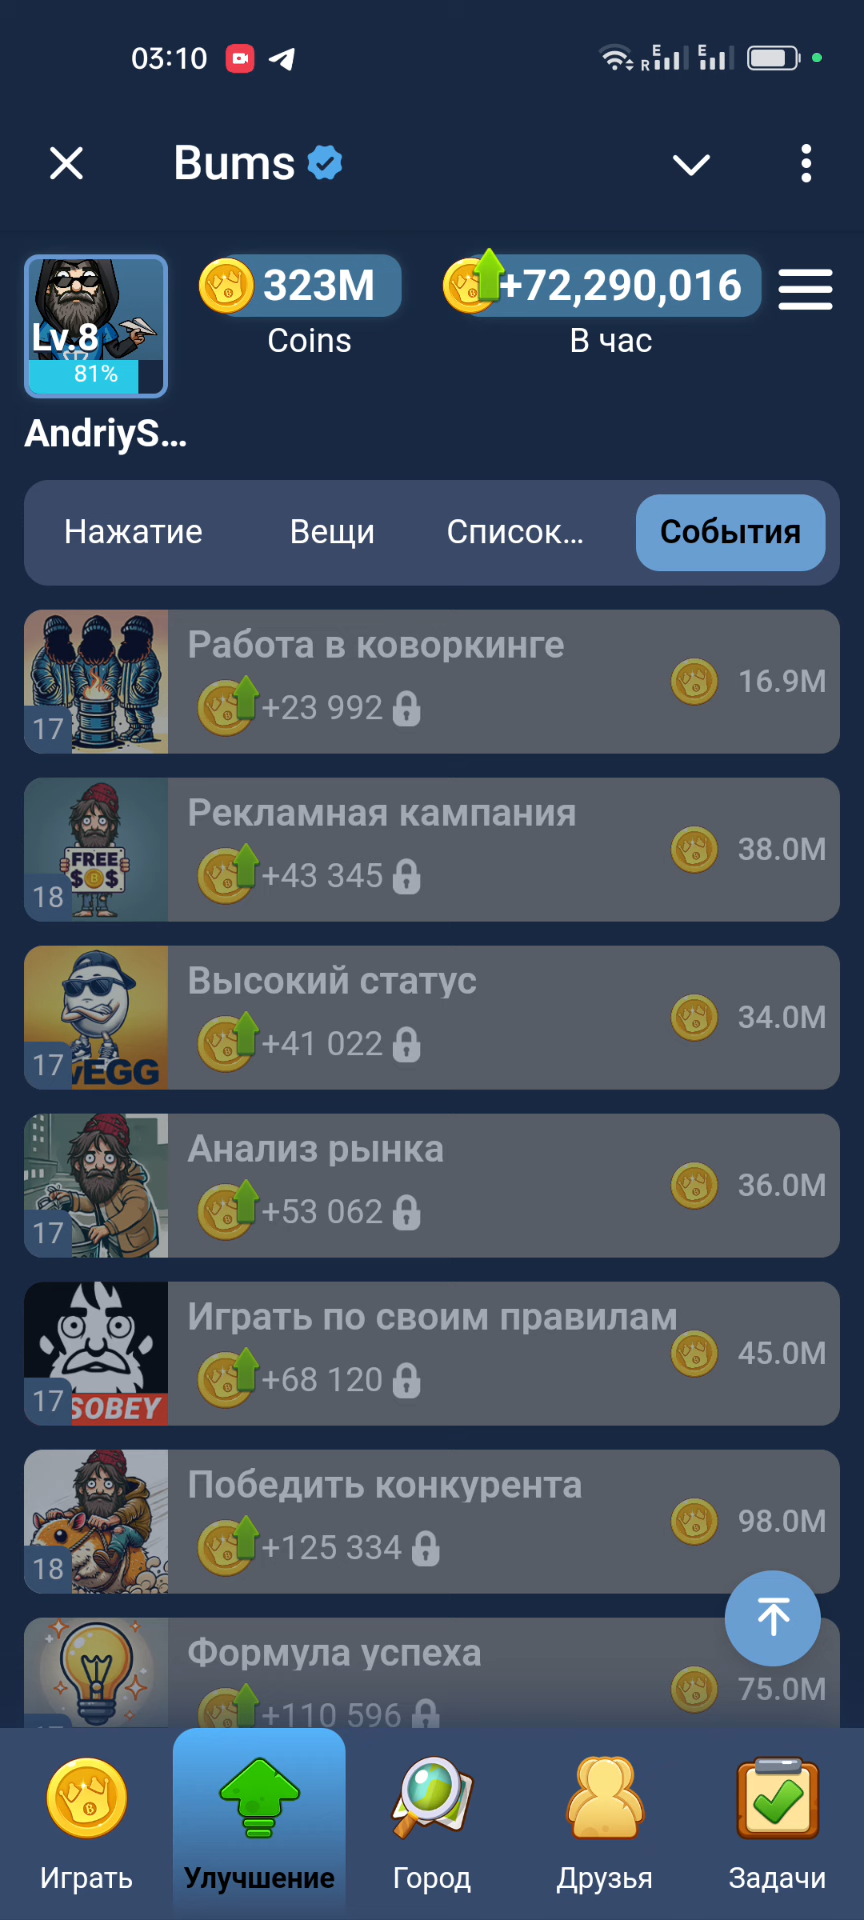 03:10
R E E
Bums
323M
+72,290,016
Coins
В час
Lv.8
81%
AndriyS...
Нажатие Вещи Список... События
Работа в коворкинге
+23 992
16.9M
17
Рекламная кампания
+43 345
38.0M
FREE
$ $
18
Высокий статус
+41 022
34.0M
EGG
17
Анализ рынка
+53 062
36.0M
17
Играть по своим правилам
+68 120
45.0M
SOBEY
17
Победить конкурента
+125 334
98.0M
18
Формула успеха
+110 596
75.0M
Играть Улучшение Город Друзья Задачи